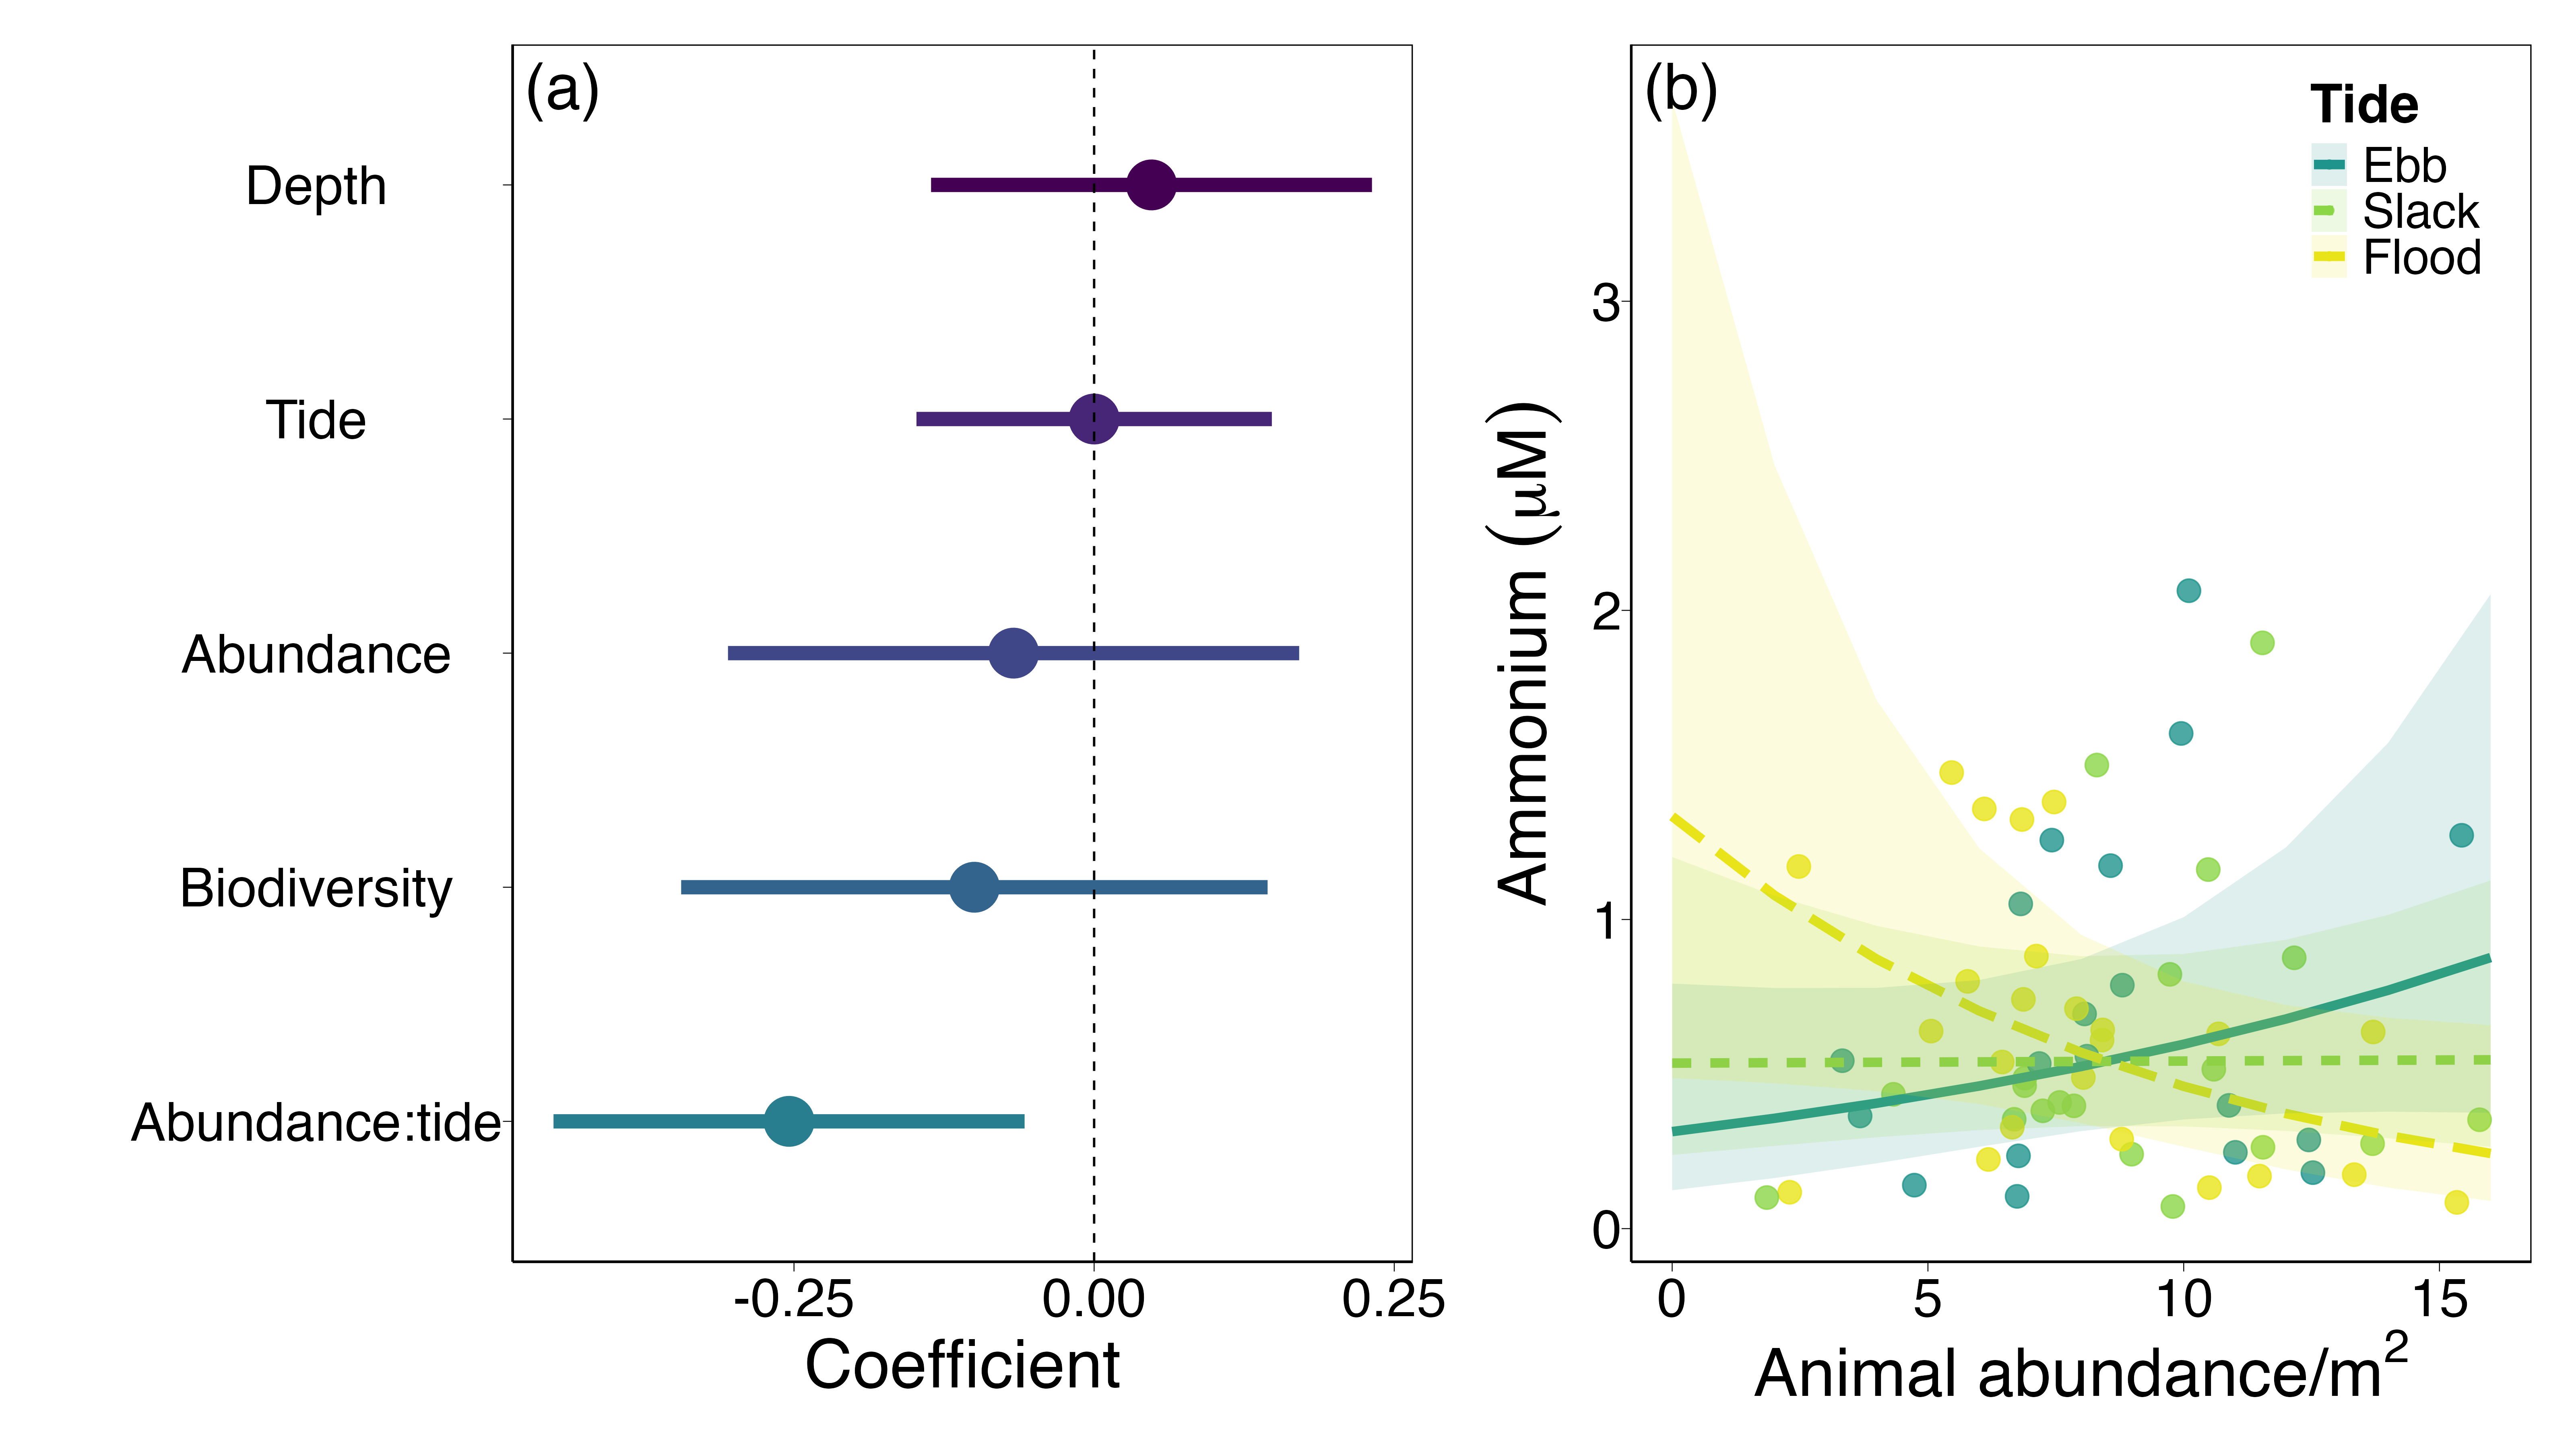 (a)
Depth
Tide
Abundance
Biodiversity
Abundance:tide
-0.25 0.00 0.25
Coefficient
(b)
Tide
Ebb
Slack
Flood
3
2
1
0
Ammonium (μM)
0 5 10 15
Animal abundance/m²